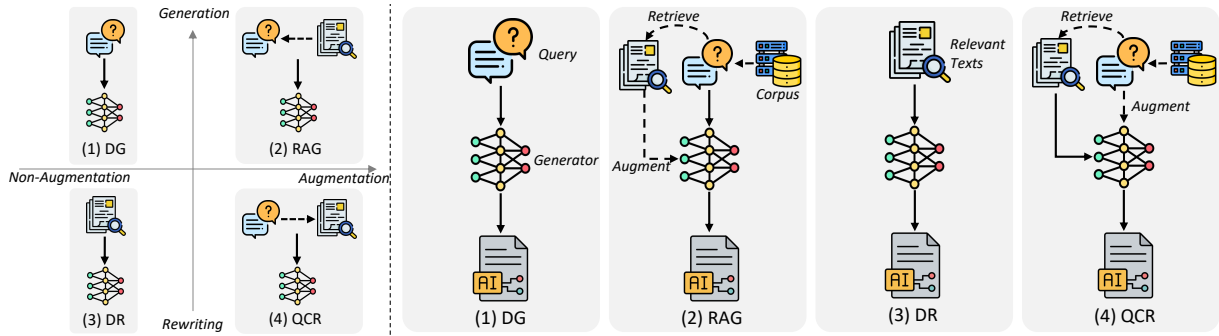 Generation
?
?
(1) DG
(2) RAG
Non-Augmentation
Augmentation
?
?
(3) DR
Rewriting
(4) QCR
?
Query
Generator
AI
(1) DG
Retrieve
?
Corpus
Augment
AI
(2) RAG
Relevant
Texts
AI
(3) DR
Retrieve
?
Augment
AI
(4) QCR